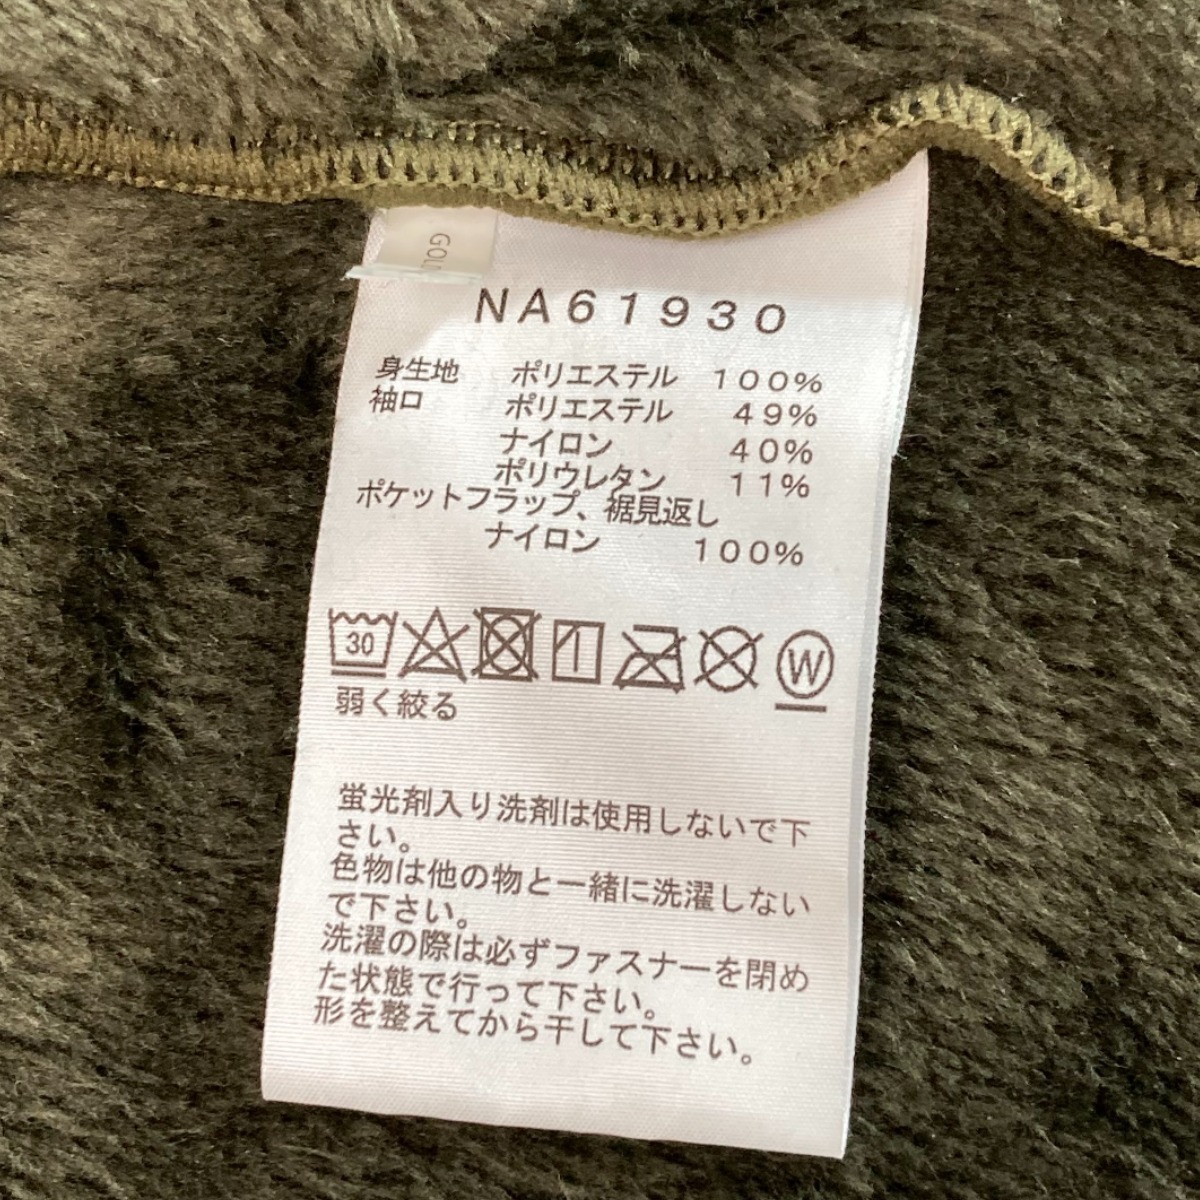 GOL
NA61930
身生地 ポリエステル 100%
袖口 ポリエステル 49%
ナイロン 40%
ポリウレタン 11%
ポケットフラップ、裾見返し
ナイロン 100%
30
W
弱く絞る
蛍光剤入り洗剤は使用しないで下
さい。
色物は他の物と一緒に洗濯しない
で下さい。
洗濯の際は必ずファスナーを閉め
た状態で行って下さい。
形を整えてから干して下さい。